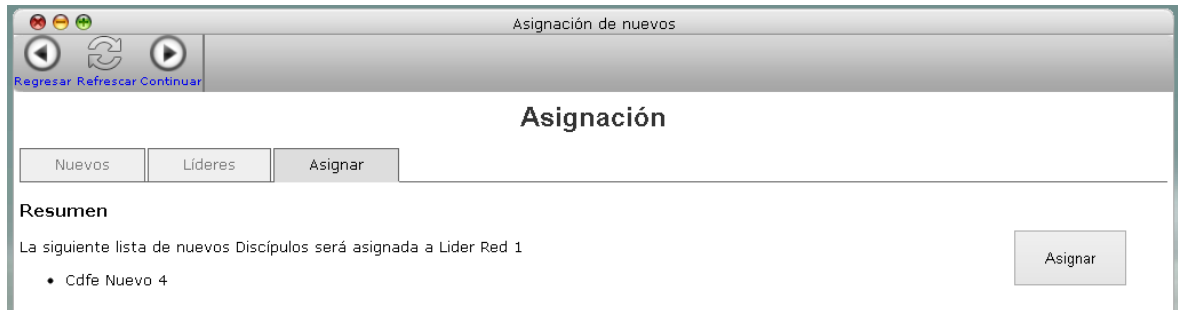 Asignación de nuevos
Regresar Refrescar Continuar
Asignación
Nuevos Líderes Asignar
Resumen
La siguiente lista de nuevos Discípulos será asignada a Lider Red 1
Asignar
• Cdfe Nuevo 4